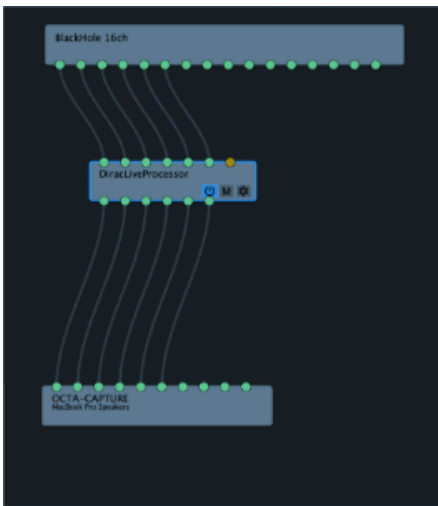 BlackHole 16ch
DiracLiveProcessor
M
OCTA-CAPTURE
MacBook Pro Speakers